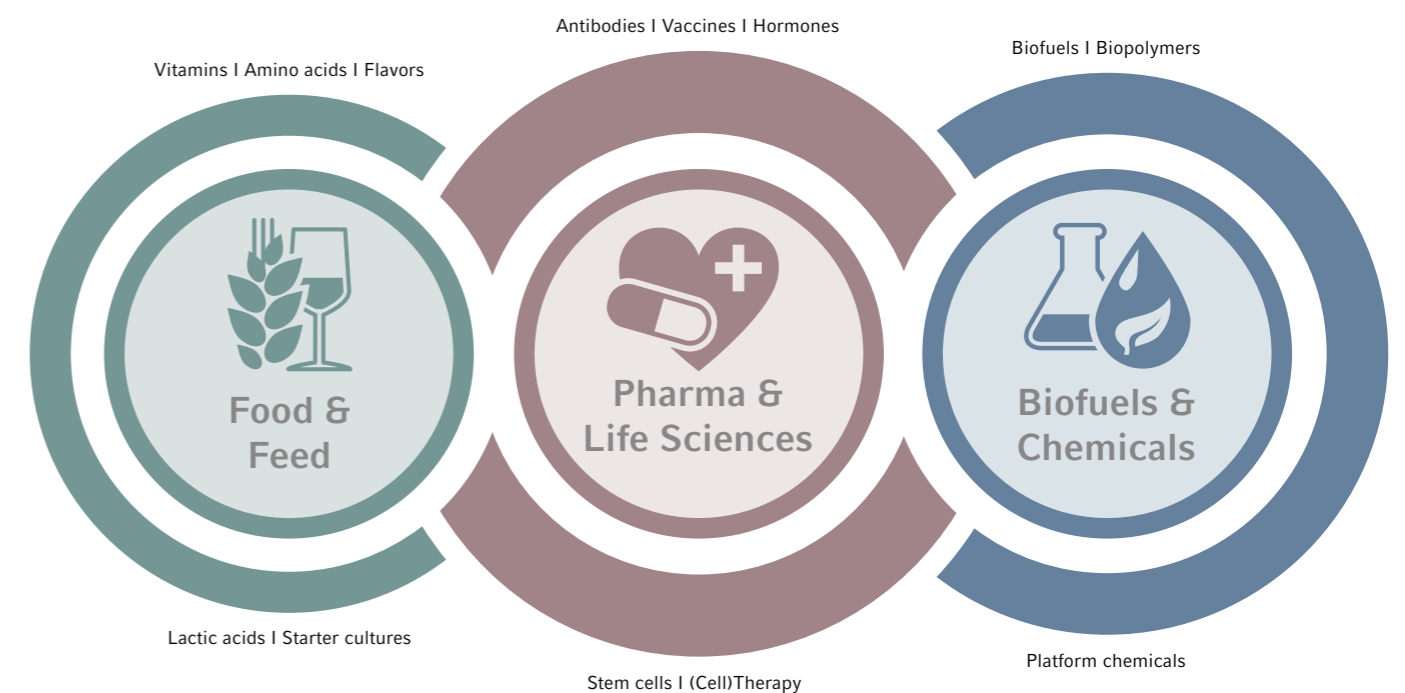 Antibodies I Vaccines I Hormones
Biofuels I Biopolymers
Vitamins I Amino acids I Flavors
Food &
Feed
Pharma &
Life Sciences
Biofuels &
Chemicals
Lactic acids I Starter cultures
Platform chemicals
Stem cells I (Cell)Therapy